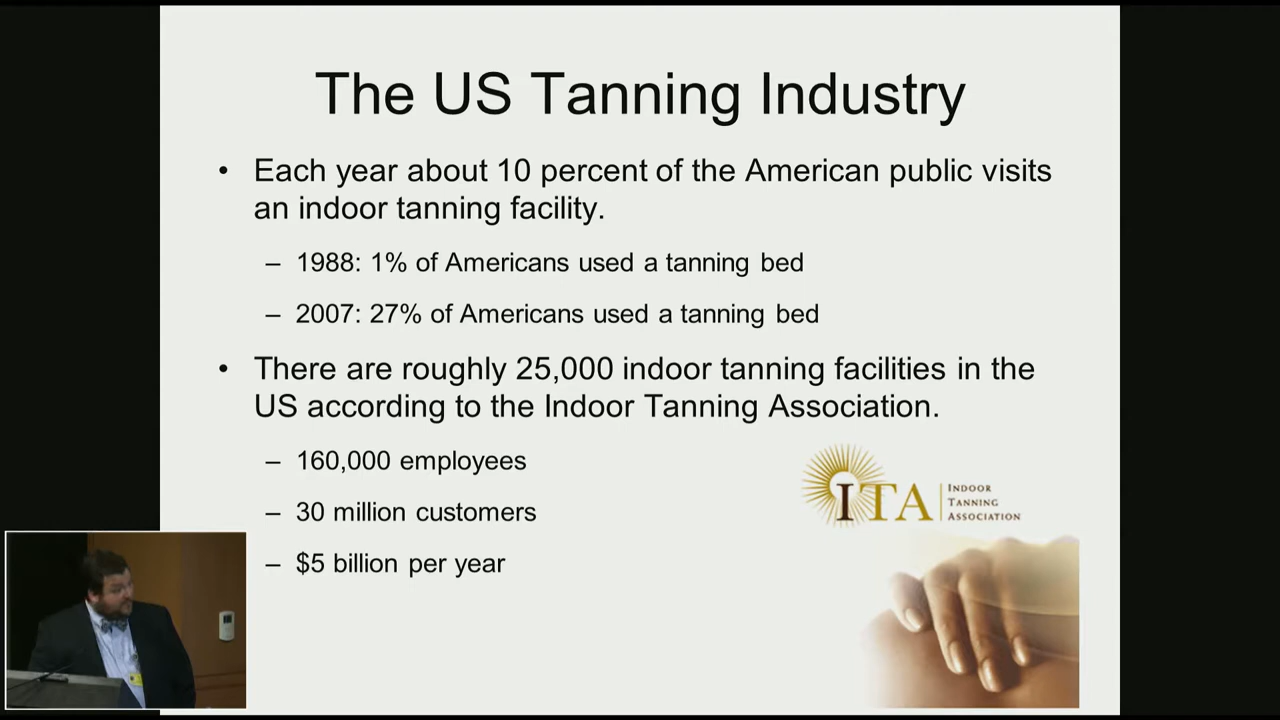 The US Tanning Industry
• Each year about 10 percent of the American public visits
an indoor tanning facility.
– 1988: 1% of Americans used a tanning bed
– 2007: 27% of Americans used a tanning bed
• There are roughly 25,000 indoor tanning facilities in the
US according to the Indoor Tanning Association.
– 160,000 employees
– 30 million customers
– $5 billion per year
ITA
INDOOR
TANNING
ASSOCIATION